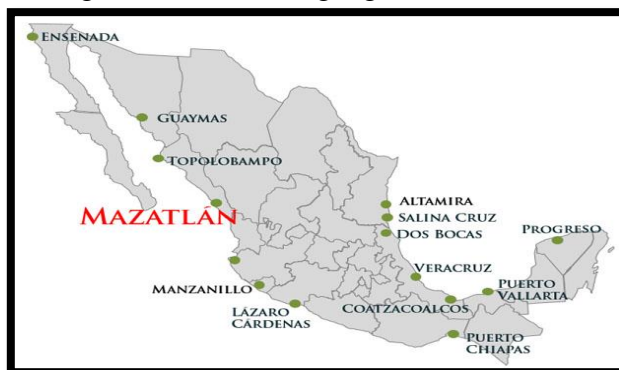 ENSENADA
GUAYMAS
TOPOLOBAMPO
MAZATLÁN
ALTAMIRA
SALINA CRUZ
DOS BOCAS
PROGRESO
VERACRUZ
MANZANILLO
PUERTO
VALLARTA
LÁZARO
CÁRDENAS
COATZACOALCOS
PUERTO
CHIAPAS